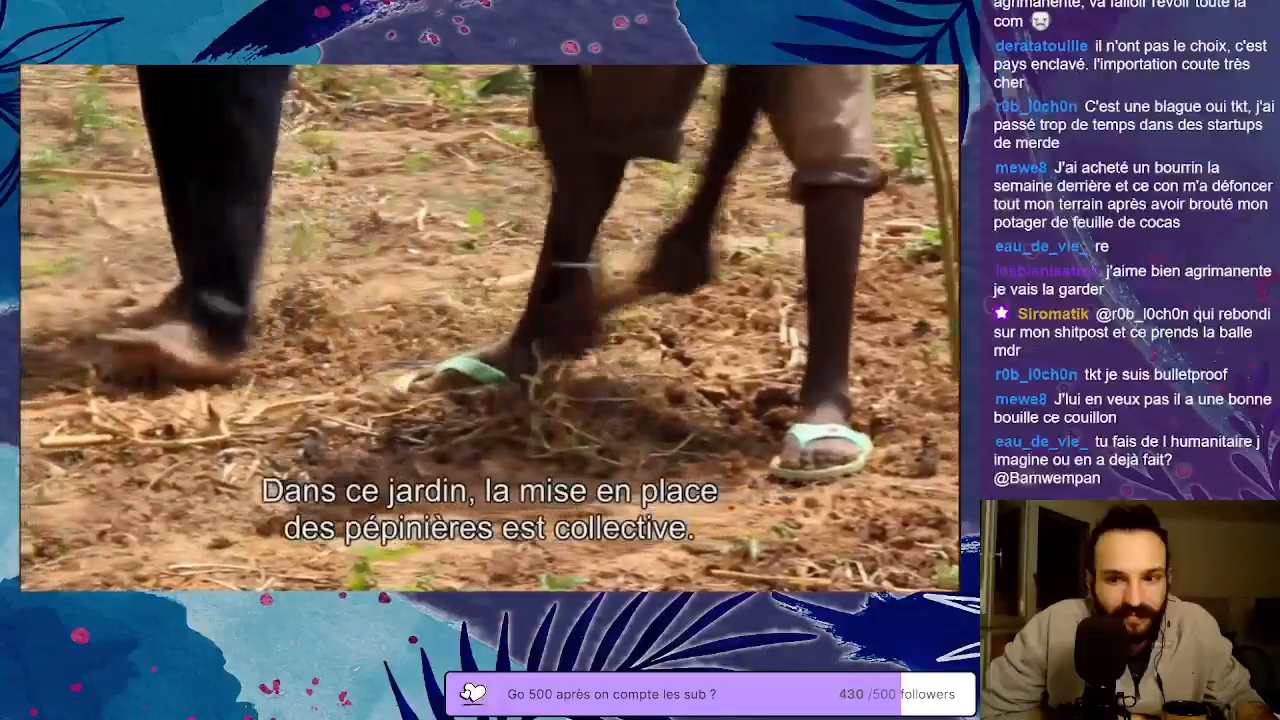 agrimanente, va falloir revoir toute la
com
deratatouille il n'ont pas le choix, c'est
pays enclavé. l'importation coute très
cher
r0b_l0ch0n C'est une blague oui tkt, j'ai
passé trop de temps dans des startups
de merde
mewe8 J'ai acheté un bourrin la
semaine derrière et ce con m'a défoncer
tout mon terrain après avoir brouté mon
potager de feuille de cocas
eau_de_vie_ re
j'aime bien agrimanente
je vais la garder
Siromatik @r0b_l0ch0n qui rebondi
sur mon shitpost et ce prends la balle
mdr
r0b_l0ch0n tkt je suis bulletproof
mewe8 J'lui en veux pas il a une bonne
bouille ce couillon
eau_de_vie_ tu fais de l humanitaire j
imagine ou en a dejà fait?
@Bamwempan
Dans ce jardin, la mise en place
des pépinières est collective.
Go 500 après on compte les sub ? 430 /500 followers